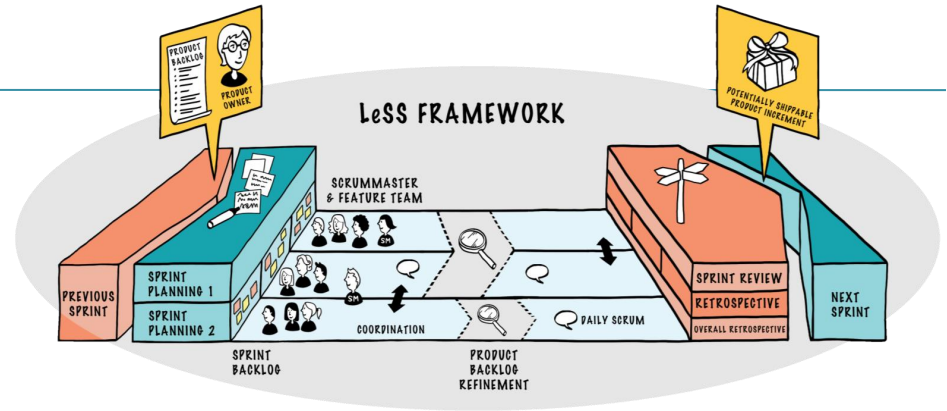 PRODUCT
BACKLOG
PRODUCT
OWNER
LeSS FRAMEWORK
POTENTIALLY SHIPPABLE
PRODUCT INCREMENT
SCRUMMASTER
& FEATURE TEAM
SM
SM
PREVIOUS
SPRINT
SPRINT
PLANNING 1
SPRINT
PLANNING 2
COORDINATION
DAILY SCRUM
SPRINT REVIEW
RETROSPECTIVE
OVERALL RETROSPECTIVE
NEXT
SPRINT
SPRINT
BACKLOG
PRODUCT
BACKLOG
REFINEMENT